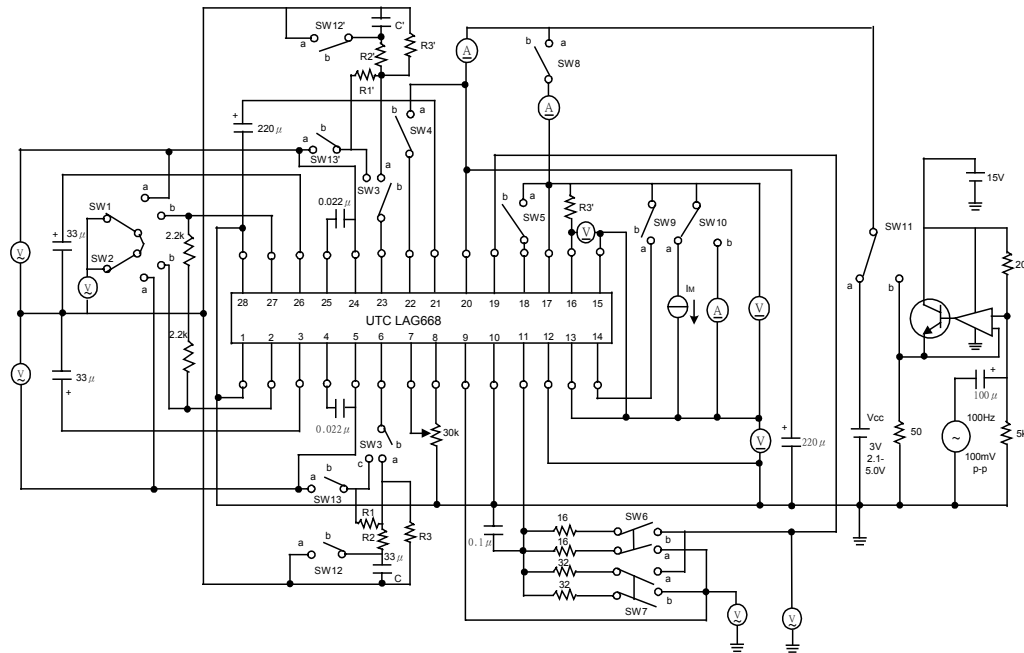 SW12'
a
b
C'
R2'
R3'
R1'
A
b
a
SW8
A
+
220μ
a
b
SW13'
b
a
SW4
15V
SW3
a
b
0.022μ
SW11
a
b
SW1
SW2
b
a
33μ
+
2.2k
V
a
SW5
R3'
V
SW9
b
a
SW10
a
b
20
a
b
28
27
26
25
24
23
22
21
20
19
18
17
16
15
IM
A
V
UTC LAG668
1
2
3
4
5
6
7
8
9
10
11
12
13
14
2.2k
33μ
+
0.022μ
SW3
b
c
a
30k
V
+
220μ
Vcc
3V
2.1-
5.0V
50
100μ
+
100Hz
~
100mV
p-p
5k
a
b
SW13
R1
R2
R3
33μ
C
a
b
SW12
0.1μ
16
16
32
32
SW6
b
a
a
b
SW7
V
V